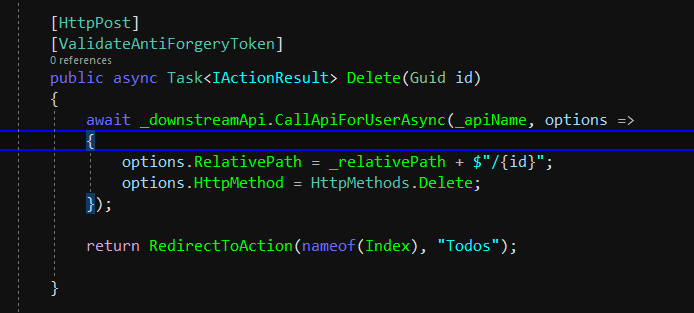 [HttpPost]
[ValidateAntiForgeryToken]
0 references
public async Task<IActionResult> Delete(Guid id)
{
await _downstreamApi.CallApiForUserAsync(_apiName, options =>
{
options.RelativePath = _relativePath + $"/{id}";
options.HttpMethod = HttpMethods.Delete;
});
return RedirectToAction(nameof(Index), "Todos");
}